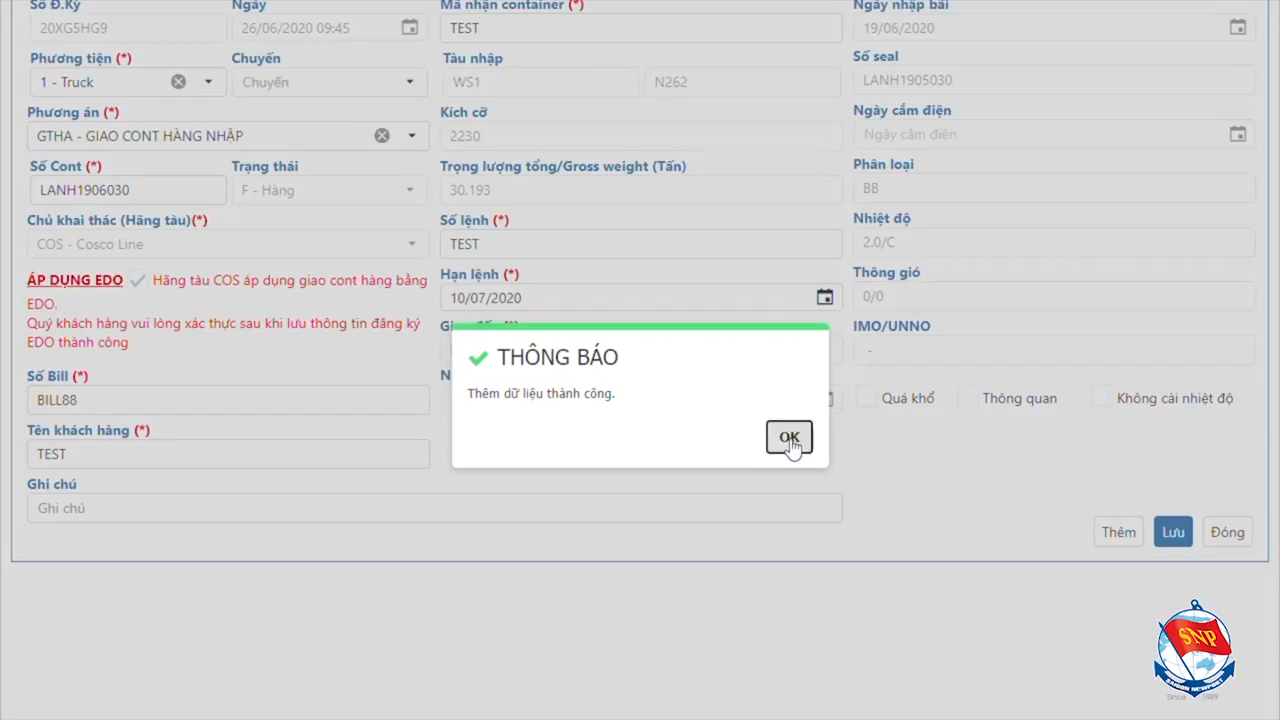 Số Đ.Ký
Ngày
Mã nhận container (*)
Ngày nhập bãi
20XG5HG9
26/06/2020 09:45
TEST
19/06/2020
Phương tiện (*)
Chuyến
Tàu nhập
Số seal
1 - Truck
Chuyến
WS1
N262
LANH1905030
Phương án (*)
Kích cỡ
Ngày cắm điện
GTHA - GIAO CONT HÀNG NHẬP
2230
Ngày cắm điện
Số Cont (*)
Trạng thái
Trọng lượng tổng/Gross weight (Tấn)
Phân loại
LANH1906030
F - Hàng
30.193
BB
Chủ khai thác (Hãng tàu)(*)
Số lệnh (*)
Nhiệt độ
COS - Cosco Line
TEST
2.0/C
ÁP DỤNG EDO
Hãng tàu COS áp dụng giao cont hàng bằng
EDO.
Quý khách hàng vui lòng xác thực sau khi lưu thông tin đăng ký
EDO thành công
Hạn lệnh (*)
Thông gió
10/07/2020
0/0
IMO/UNNO
-
THÔNG BÁO
Thêm dữ liệu thành công.
OK
Số Bill (*)
BILL88
Quá khổ
Thông quan
Không cài nhiệt độ
Tên khách hàng (*)
TEST
Ghi chú
Ghi chú
Thêm
Lưu
Đóng
SNP
SAIGON NEWPORT
Since 1989